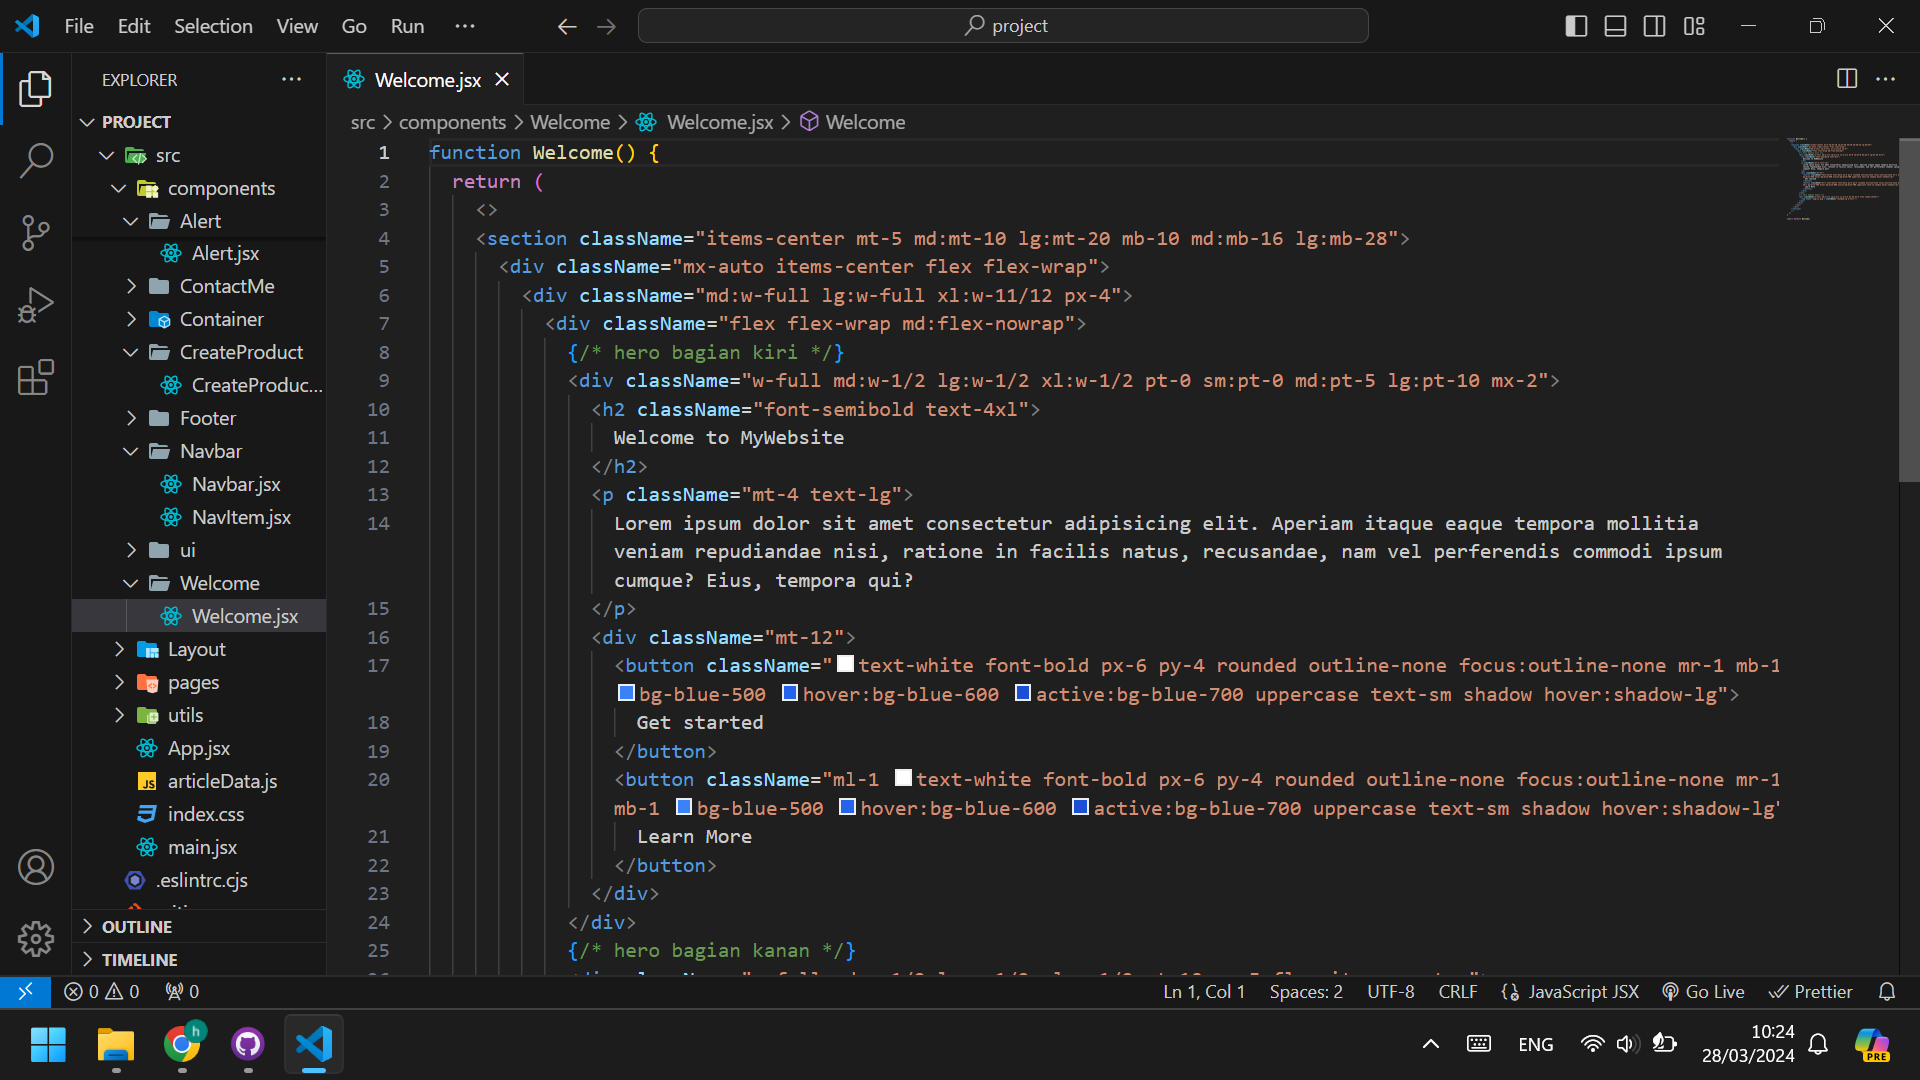 File Edit Selection View Go Run ···
project
EXPLORER ···
PROJECT
src
components
Alert
Alert.jsx
ContactMe
Container
CreateProduct
CreateProduc...
Footer
Navbar
Navbar.jsx
NavItem.jsx
ui
Welcome
Welcome.jsx
Layout
pages
utils
App.jsx
JS articleData.js
index.css
main.jsx
.eslintrc.cjs
OUTLINE
TIMELINE
Welcome.jsx
src > components > Welcome > Welcome.jsx > Welcome
1 function Welcome() {
2 return (
3 <>
4 <section className="items-center mt-5 md:mt-10 lg:mt-20 mb-10 md:mb-16 lg:mb-28">
5 <div className="mx-auto items-center flex flex-wrap">
6 <div className="md:w-full lg:w-full xl:w-11/12 px-4">
7 <div className="flex flex-wrap md:flex-nowrap">
8 {/* hero bagian kiri */}
9 <div className="w-full md:w-1/2 lg:w-1/2 xl:w-1/2 pt-0 sm:pt-0 md:pt-5 lg:pt-10 mx-2">
10 <h2 className="font-semibold text-4xl">
11 Welcome to MyWebsite
12 </h2>
13 <p className="mt-4 text-lg">
14 Lorem ipsum dolor sit amet consectetur adipisicing elit. Aperiam itaque eaque tempora mollitia
veniam repudiandae nisi, ratione in facilis natus, recusandae, nam vel perferendis commodi ipsum
cumque? Eius, tempora qui?
15 </p>
16 <div className="mt-12">
17 <button className="text-white font-bold px-6 py-4 rounded outline-none focus:outline-none mr-1 mb-1
bg-blue-500 hover:bg-blue-600 active:bg-blue-700 uppercase text-sm shadow hover:shadow-lg">
18 Get started
19 </button>
20 <button className="ml-1 text-white font-bold px-6 py-4 rounded outline-none focus:outline-none mr-1
mb-1 bg-blue-500 hover:bg-blue-600 active:bg-blue-700 uppercase text-sm shadow hover:shadow-lg"
21 Learn More
22 </button>
23 </div>
24 </div>
25 {/* hero bagian kanan */}
0 0 0
Ln 1, Col 1 Spaces: 2 UTF-8 CRLF JavaScript JSX Go Live Prettier
h
ENG
10:24
28/03/2024
PRE